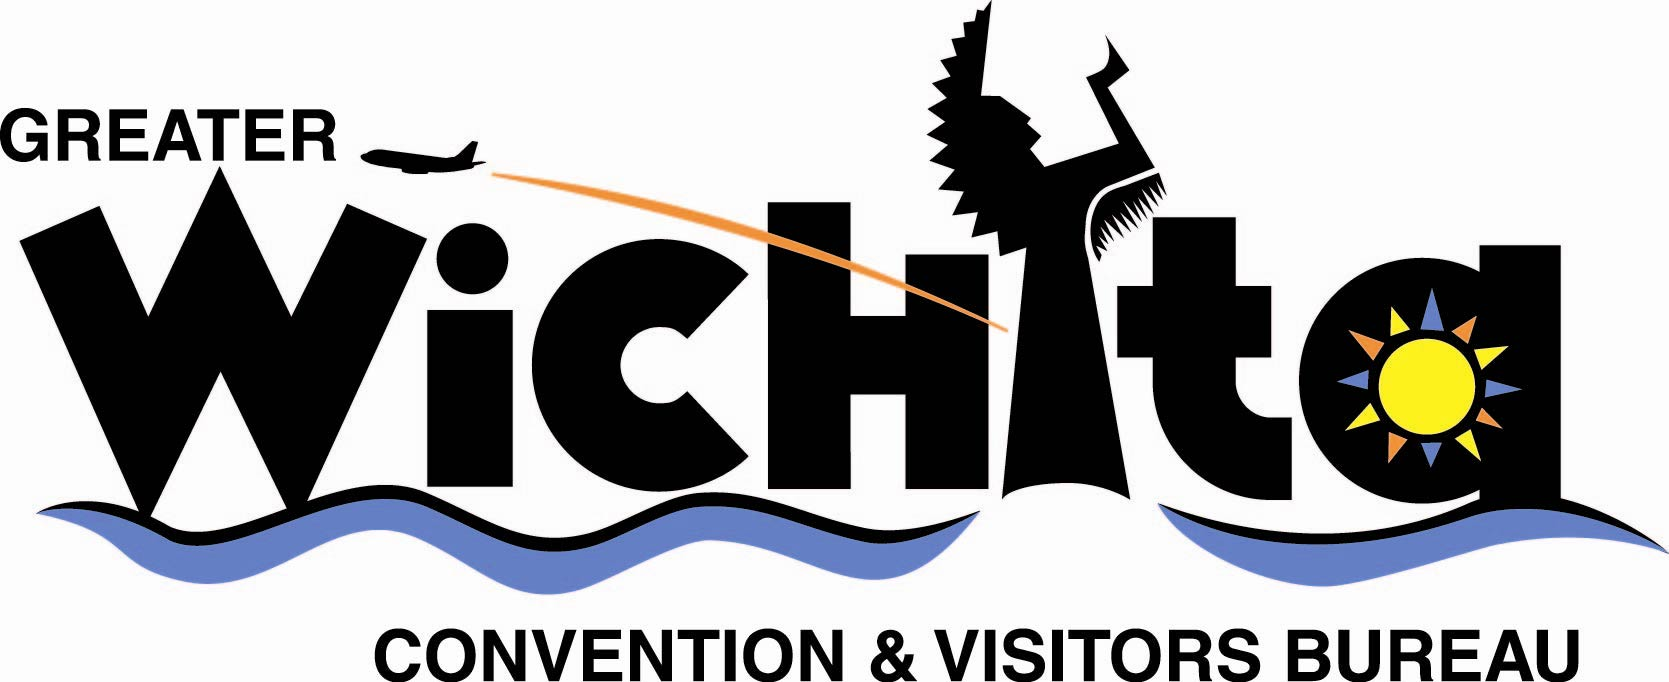 GREATER
Wichita
CONVENTION & VISITORS BUREAU